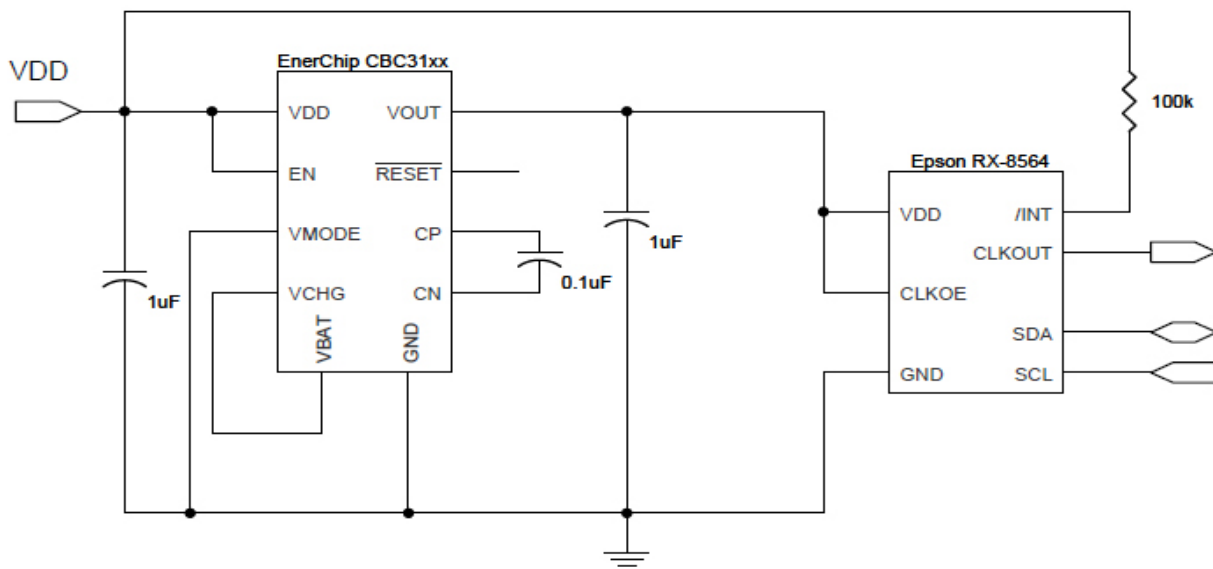 EnerChip CBC31xx
VDD
VDD
VOUT
100k
Epson RX-8564
EN
RESET
VDD
/INT
VMODE
CP
1uF
CLKOUT
1uF
VCHG
CN
0.1uF
CLKOE
VBAT
GND
SDA
GND
SCL